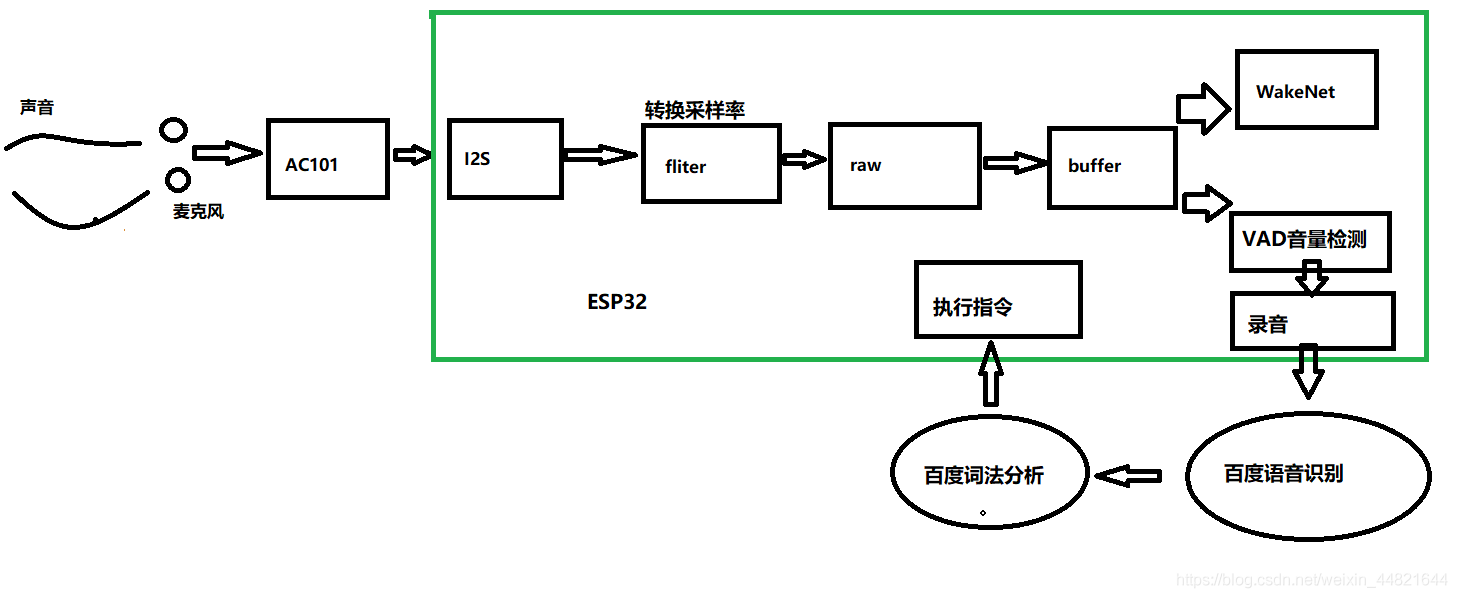 声音
麦克风
AC101
I2S
转换采样率
fliter
raw
buffer
WakeNet
VAD音量检测
录音
ESP32
执行指令
百度词法分析
百度语音识别
https://blog.csdn.net/weixin_44821644